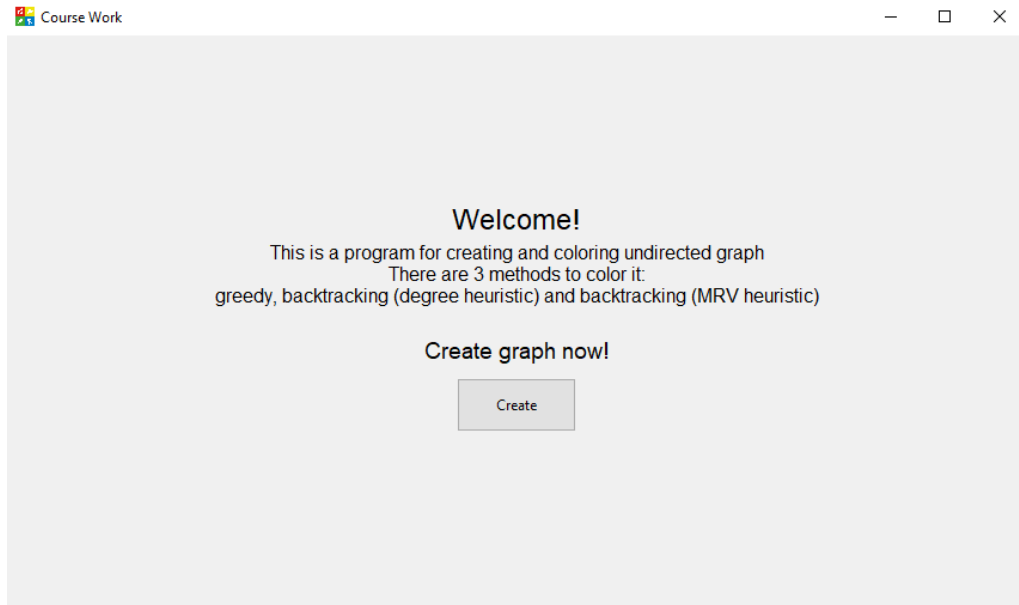 Course Work
Welcome!
This is a program for creating and coloring undirected graph
There are 3 methods to color it:
greedy, backtracking (degree heuristic) and backtracking (MRV heuristic)
Create graph now!
Create